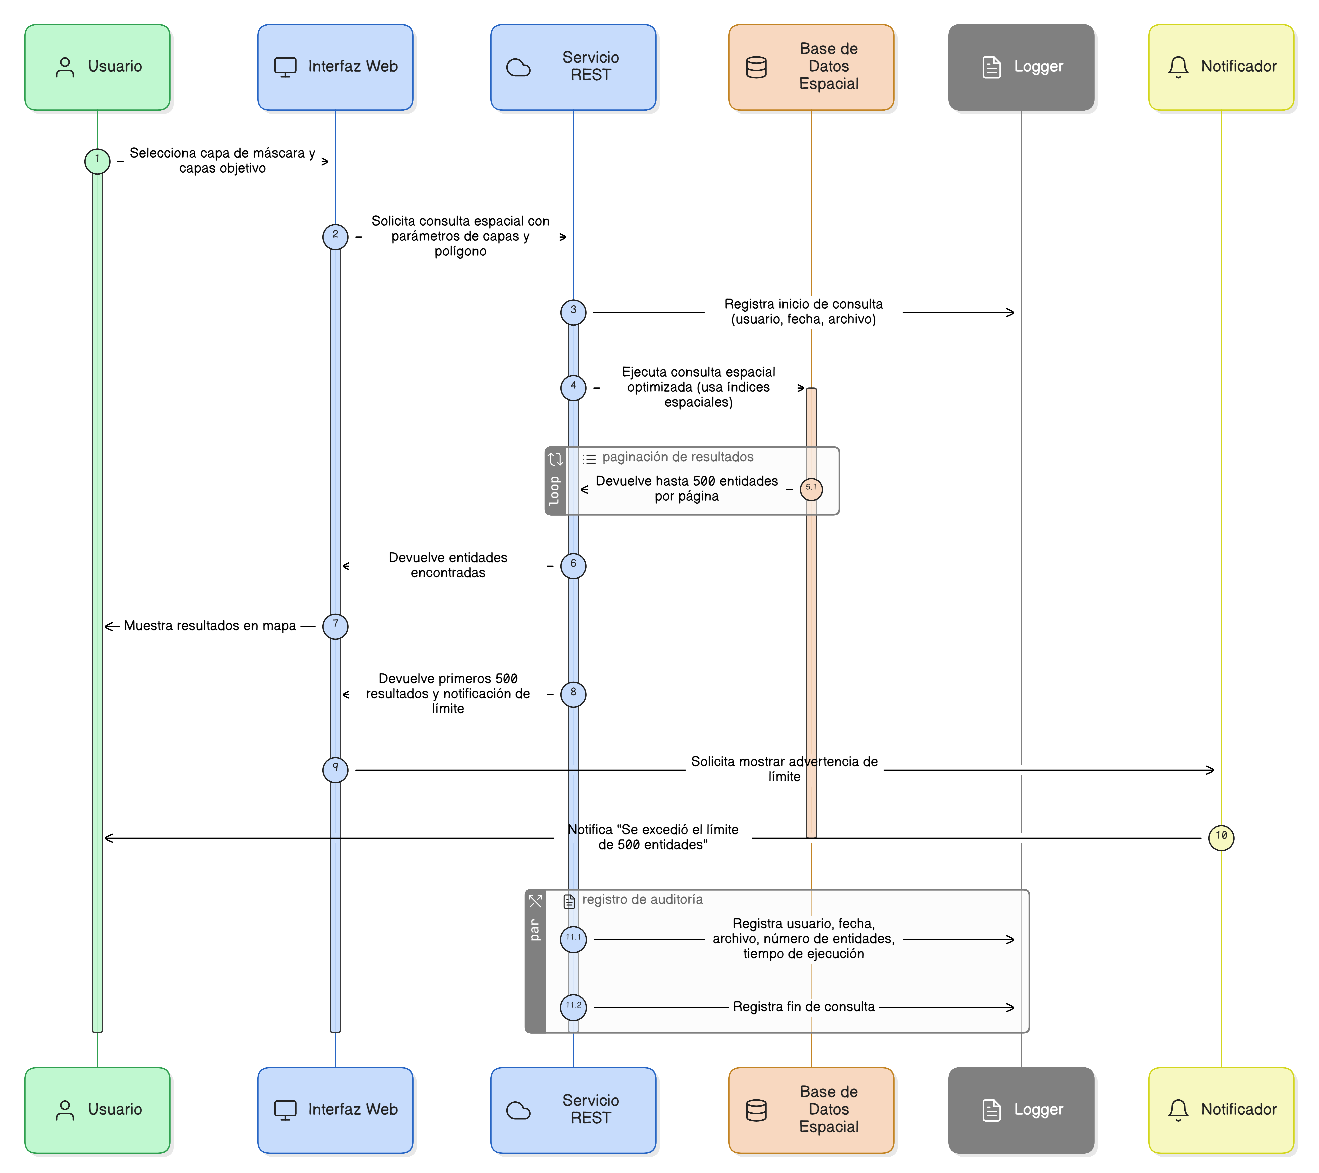 Usuario
Interfaz Web
Servicio
REST
Base de
Datos
Espacial
Logger
Notificador
1
Selecciona capa de máscara y
capas objetivo
2
Solicita consulta espacial con
parámetros de capas y
polígono
3
Registra inicio de consulta
(usuario, fecha, archivo)
4
Ejecuta consulta espacial
optimizada (usa índices
espaciales)
loop
paginación de resultados
Devuelve hasta 500 entidades
por página
5.1
Devuelve entidades
encontradas
6
Muestra resultados en mapa
7
Devuelve primeros 500
resultados y notificación de
límite
8
9
Solicita mostrar advertencia de
límite
Notifica "Se excedió el límite
de 500 entidades"
10
par
registro de auditoría
11.1
Registra usuario, fecha,
archivo, número de entidades,
tiempo de ejecución
11.2
Registra fin de consulta
Usuario
Interfaz Web
Servicio
REST
Base de
Datos
Espacial
Logger
Notificador